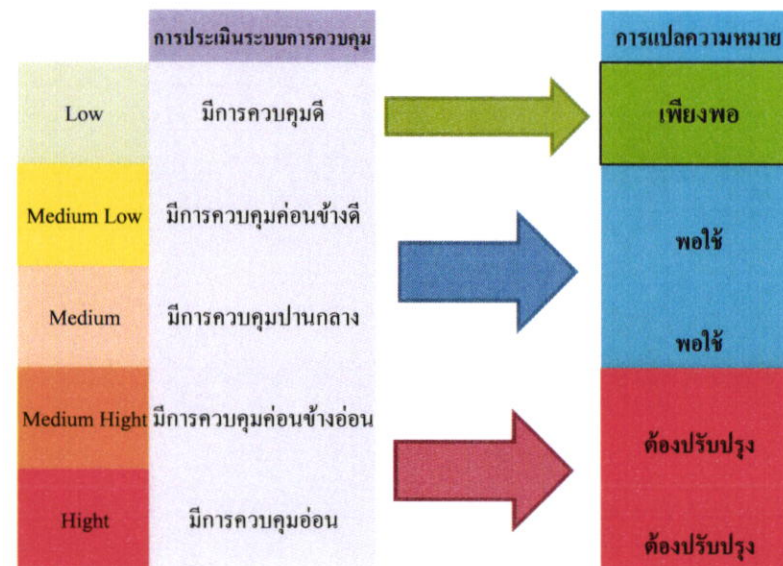 การประเมินระบบการควบคุม การแปลความหมาย
Low มีการควบคุมดี เพียงพอ
Medium Low มีการควบคุมค่อนข้างดี พอใช้
Medium มีการควบคุมปานกลาง พอใช้
Medium Hight มีการควบคุมค่อนข้างอ่อน ต้องปรับปรุง
Hight มีการควบคุมอ่อน ต้องปรับปรุง